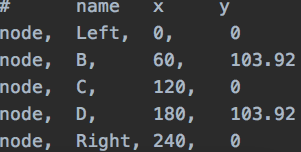 #       name    x       y
node,   Left,   0,      0
node,   B,      60,     103.92
node,   C,      120,    0
node,   D,      180,    103.92
node,   Right,  240,    0